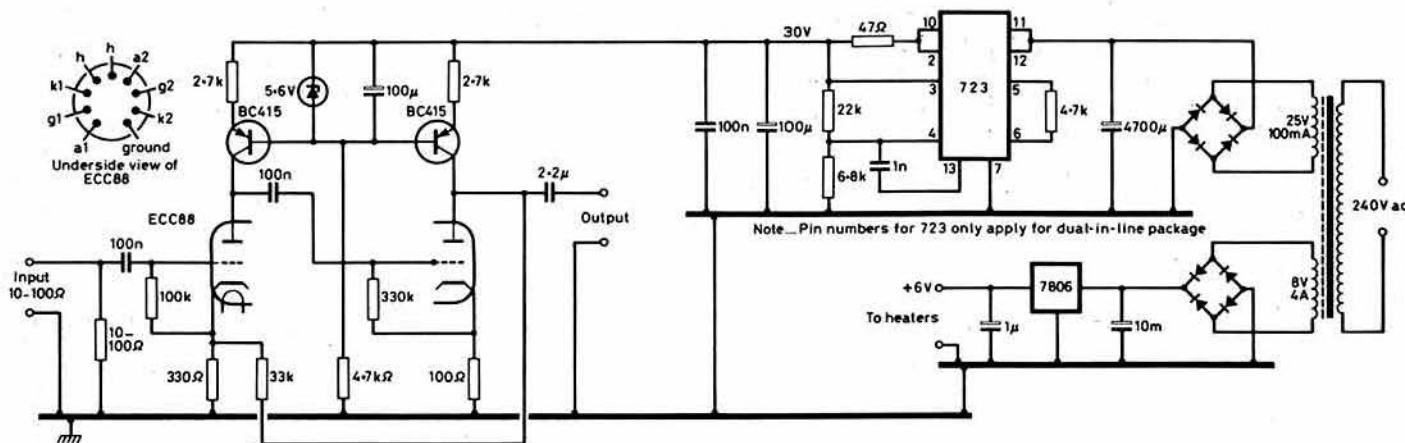 h
h
a2
k1
g2
g1
k2
a1
ground
Underside view of
ECC88
2·7k
5·6V
100µ
2·7k
BC415
BC415
100n
2·2µ
ECC88
Output
100n
Input
10-100Ω
100k
330k
10_
100Ω
330Ω
33k
4·7kΩ
100Ω
30V
47Ω
10
11
2
12
723
3
5
22k
4·7k
100n
100µ
4
6
4700µ
25V
100mA
1n
6·8k
13
7
240V ac
Note_Pin numbers for 723 only apply for dual-in-line package
+6V
7806
8V
4A
To heaters
1µ
10m